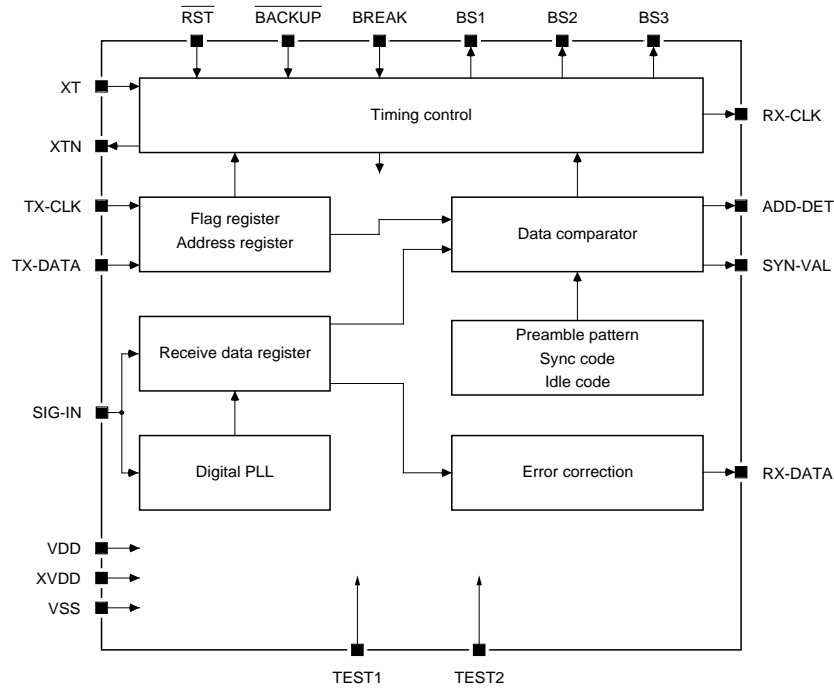 RST BACKUP BREAK BS1 BS2 BS3
XT
Timing control
RX-CLK
XTN
TX-CLK
Flag register
Address register
Data comparator
ADD-DET
TX-DATA
SYN-VAL
Receive data register
Preamble pattern
Sync code
Idle code
SIG-IN
Digital PLL
Error correction
RX-DATA
VDD
XVDD
VSS
TEST1 TEST2